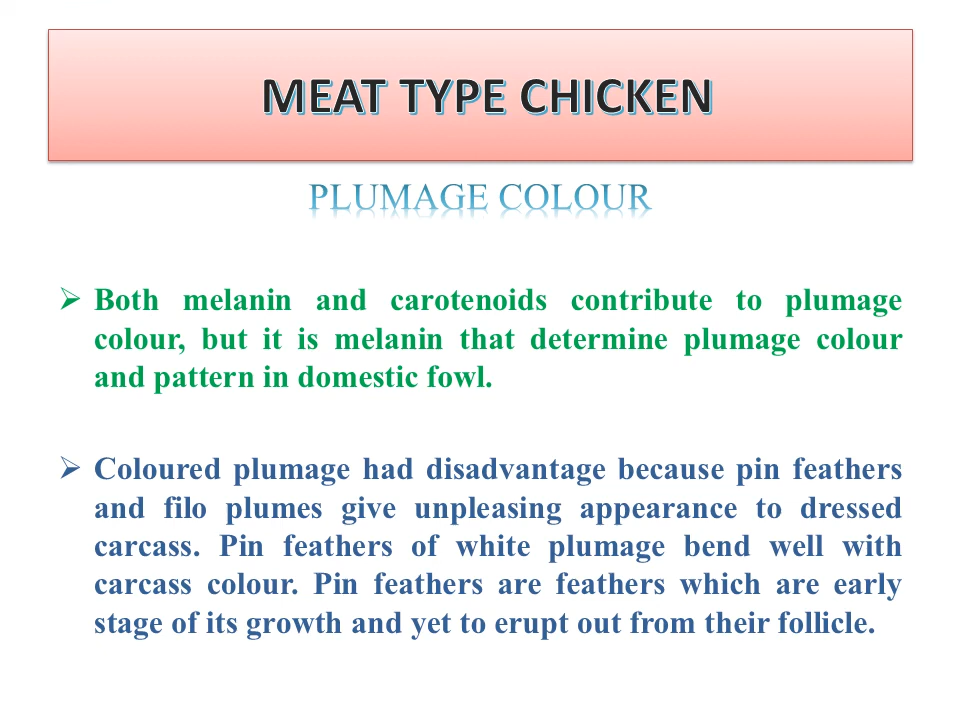 MEAT TYPE CHICKEN
PLUMAGE COLOUR
Both melanin and carotenoids contribute to plumage
colour, but it is melanin that determine plumage colour
and pattern in domestic fowl.
Coloured plumage had disadvantage because pin feathers
and filo plumes give unpleasing appearance to dressed
carcass. Pin feathers of white plumage bend well with
carcass colour. Pin feathers are feathers which are early
stage of its growth and yet to erupt out from their follicle.